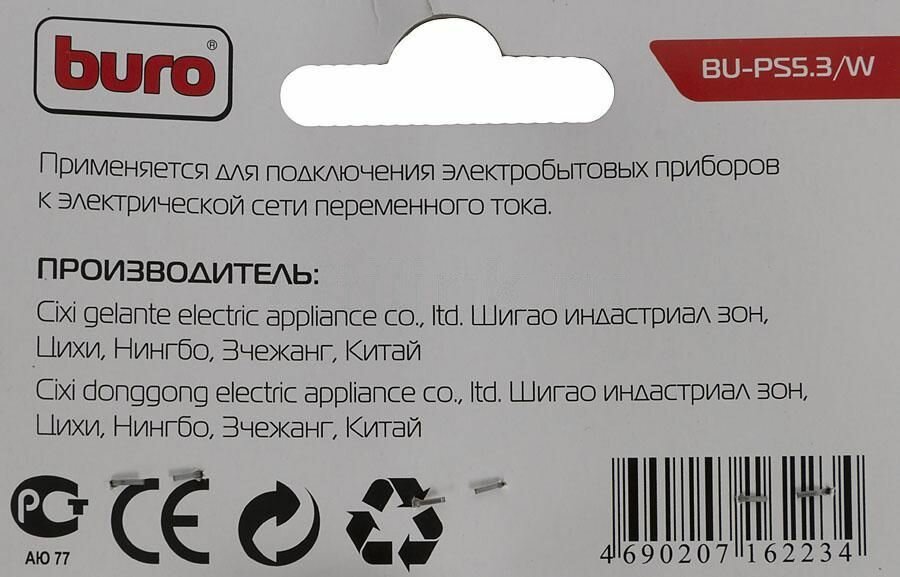 buro®
BU-PS5.3/W
Применяется для подключения электробытовых приборов
к электрической сети переменного тока.
ПРОИЗВОДИТЕЛЬ:
Cixi gelante electric appliance co., ltd. Шигао индастриал зон,
Цихи, Нингбо, Зчежанг, Китай
Cixi donggong electric appliance co., ltd. Шигао индастриал зон,
Цихи, Нингбо, Зчежанг, Китай
РСТ
АЮ 77
CE
4 690207 162234